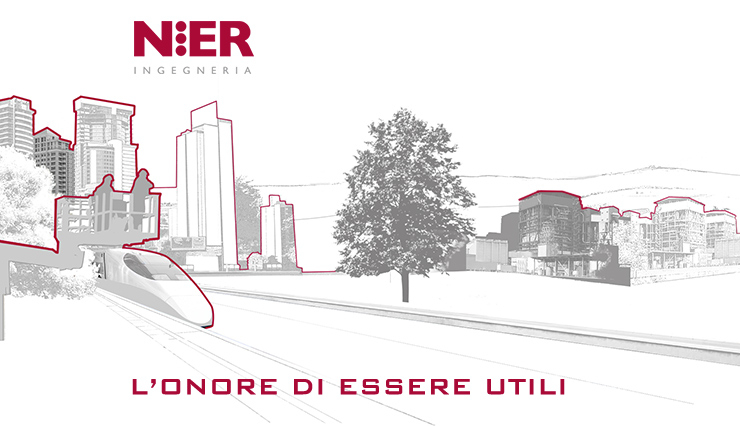 NIER
INGEGNERIA
L'ONORE DI ESSERE UTILI